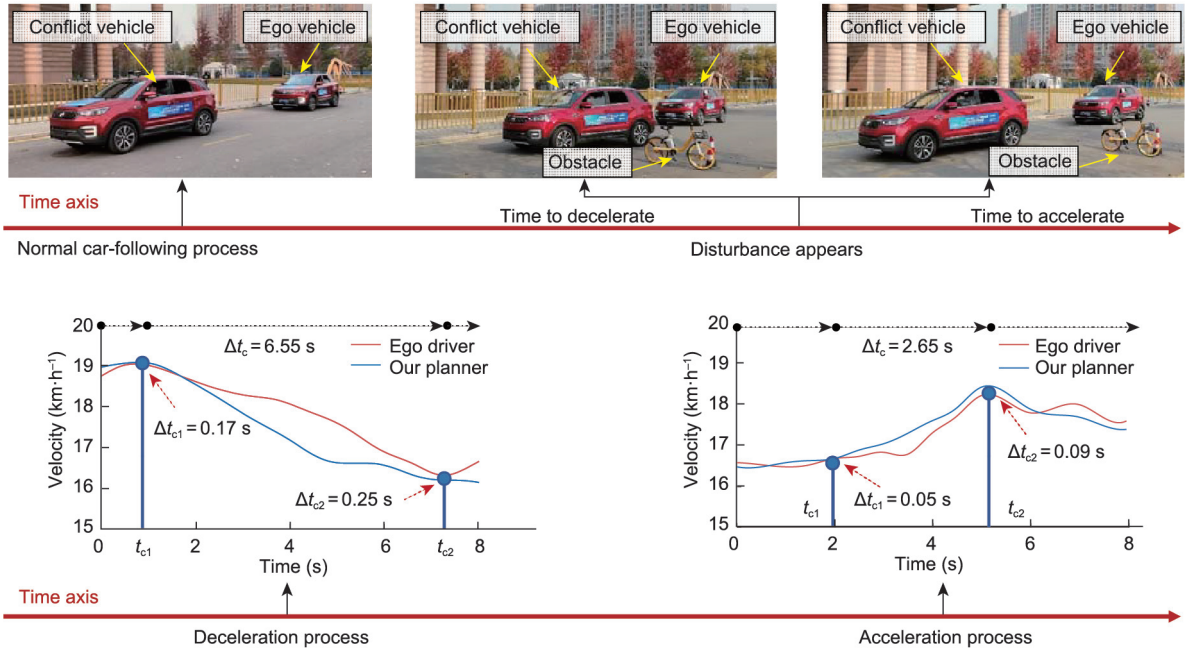 Conflict vehicle
Ego vehicle
Conflict vehicle
Ego vehicle
Obstacle
Conflict vehicle
Ego vehicle
Obstacle
Time axis
Time to decelerate
Time to accelerate
Normal car-following process
Disturbance appears
20
19
18
17
16
15
Velocity (km·h⁻¹)
Δtc = 6.55 s
Ego driver
Our planner
Δtc1 = 0.17 s
Δtc2 = 0.25 s
0
tc1
2
4
6
tc2
8
Time (s)
20
19
18
17
16
15
Velocity (km·h⁻¹)
Δtc = 2.65 s
Ego driver
Our planner
Δtc2 = 0.09 s
Δtc1 = 0.05 s
tc1
tc2
0
2
4
6
8
Time (s)
Time axis
Deceleration process
Acceleration process